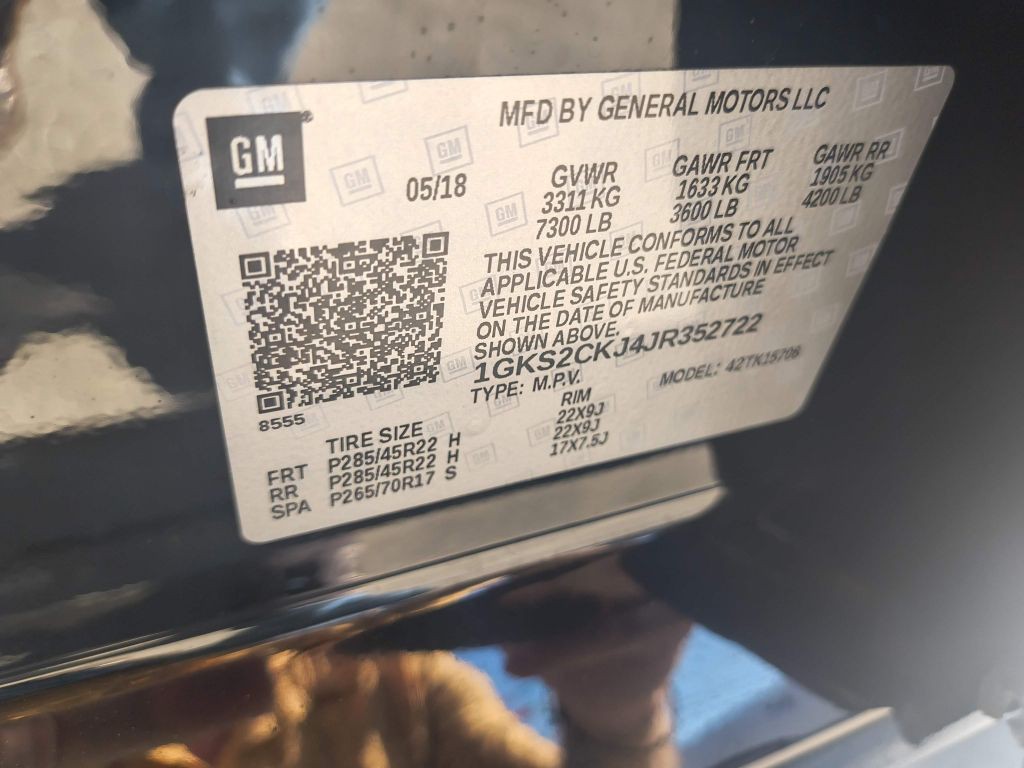 GM
MFD BY GENERAL MOTORS LLC
05/18
GVWR GAWR FRT GAWR RR
3311 KG 1633 KG 1905 KG
7300 LB 3600 LB 4200 LB
THIS VEHICLE CONFORMS TO ALL
APPLICABLE U.S. FEDERAL MOTOR
VEHICLE SAFETY STANDARDS IN EFFECT
ON THE DATE OF MANUFACTURE
SHOWN ABOVE.
1GKS2CKJ4JR352722
TYPE: M.P.V. MODEL: 42TK15706
8555
TIRE SIZE RIM
FRT P285/45R22 H 22X9J
RR P285/45R22 H 22X9J
SPA P265/70R17 S 17X7.5J